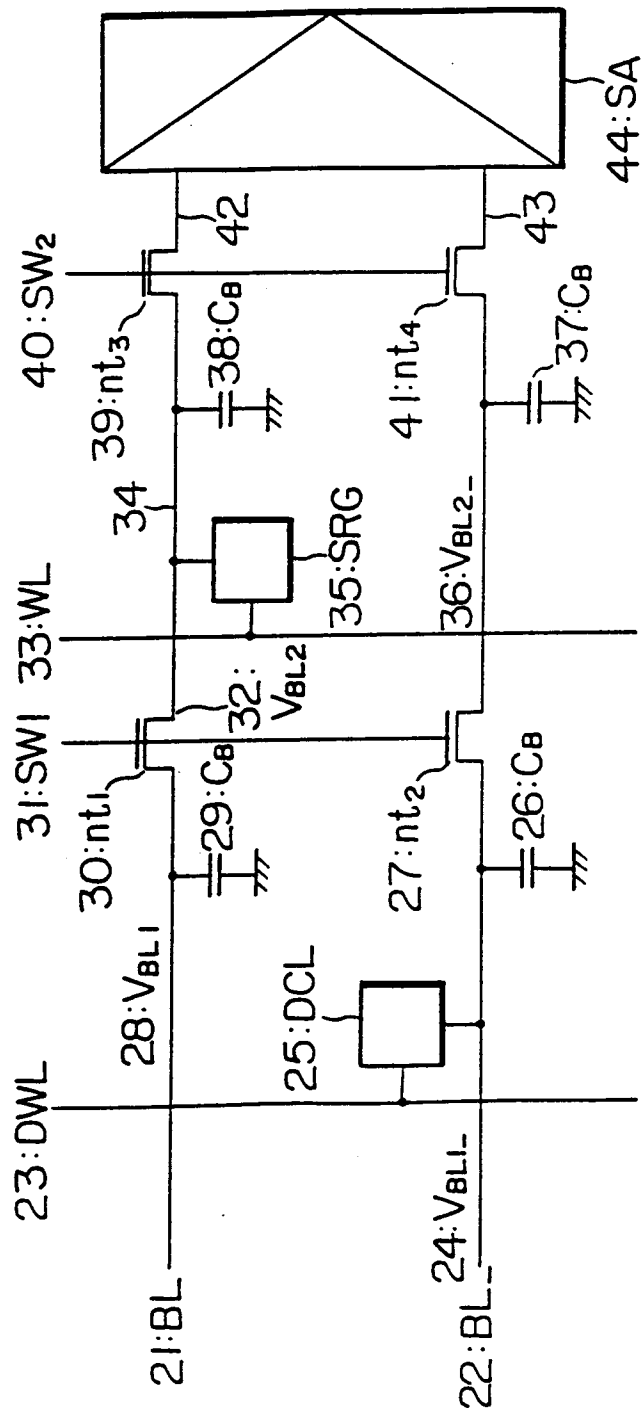 23:DWL
31:SW1
33:WL
40:SW2
21:BL
28:VBL1
30:nt1
29:CB
32:
VBL2
34
35:SRG
39:nt3
38:CB
42
25:DCL
22:BL_
24:VBL1_
27:nt2
26:CB
36:VBL2_
41:nt4
37:CB
43
44:SA